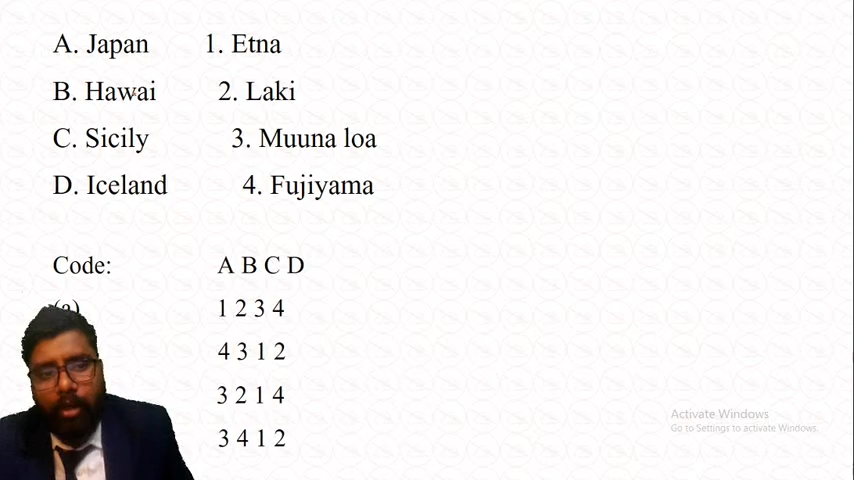 A. Japan 1. Etna
B. Hawai 2. Laki
C. Sicily 3. Muuna loa
D. Iceland 4. Fujiyama
Code: A B C D
(a) 1 2 3 4
4 3 1 2
3 2 1 4
3 4 1 2
Activate Windows
Go to Settings to activate Windows.